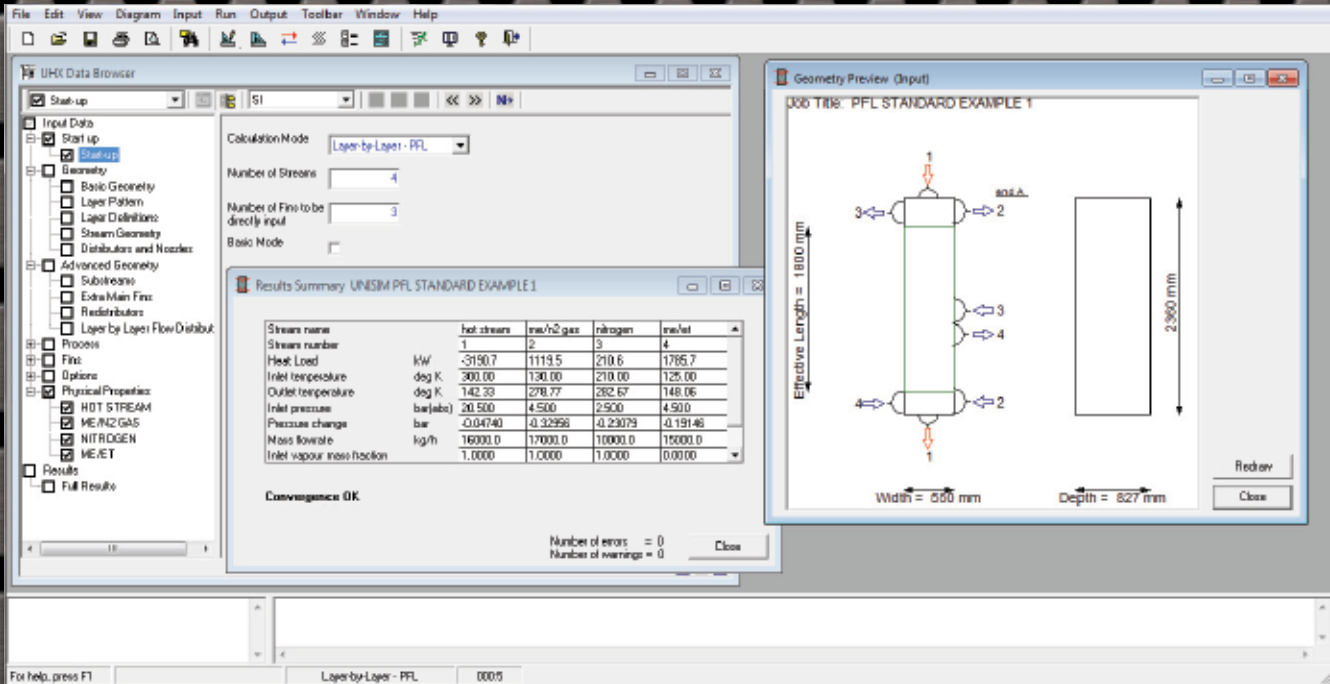 File Edit View Diagram Input Run Output Toolbar Window Help
UHX Data Browser
Start-up
SI
Input Data
Start up
Start-up
Geometry
Basic Geometry
Layer Pattern
Layer Definitions
Stream Geometry
Distributors and Nozzles
Advanced Geometry
Substreams
Extra Main Fins
Redistributors
Layer by Layer Flow Distribut
Process
Fins
Options
Physical Properties
HOT STREAM
ME/N2 GAS
NITROGEN
ME/ET
Results
Full Results
Calculation Mode Layer-by-Layer - PFL
Number of Streams 4
Number of Fins to be
directly input 3
Basic Mode
Results Summary UNISIM PFL STANDARD EXAMPLE 1
Stream name hot stream me/n2 gas nitrogen me/et
Stream number 1 2 3 4
Heat Load kW -3190.7 1119.5 210.6 1785.7
Inlet temperature deg K 300.00 130.00 210.00 125.00
Outlet temperature deg K 142.33 278.77 282.67 148.06
Inlet pressure bar(abs) 20.500 4.500 2.500 4.500
Pressure change bar -0.04740 -0.32956 -0.23079 -0.19146
Mass flowrate kg/h 16000.0 17000.0 10000.0 15000.0
Inlet vapour mass fraction 1.0000 1.0000 1.0000 0.0000
Convergence OK
Number of errors = 0
Number of warnings = 0
Close
Geometry Preview (Input)
Job Title: PFL STANDARD EXAMPLE 1
1
end A
3 2
Effective Length = 1800 mm
3
4
2360 mm
4 2
1
Width = 550 mm Depth = 827 mm
Redraw
Close
For help, press F1 Layer-by-Layer - PFL